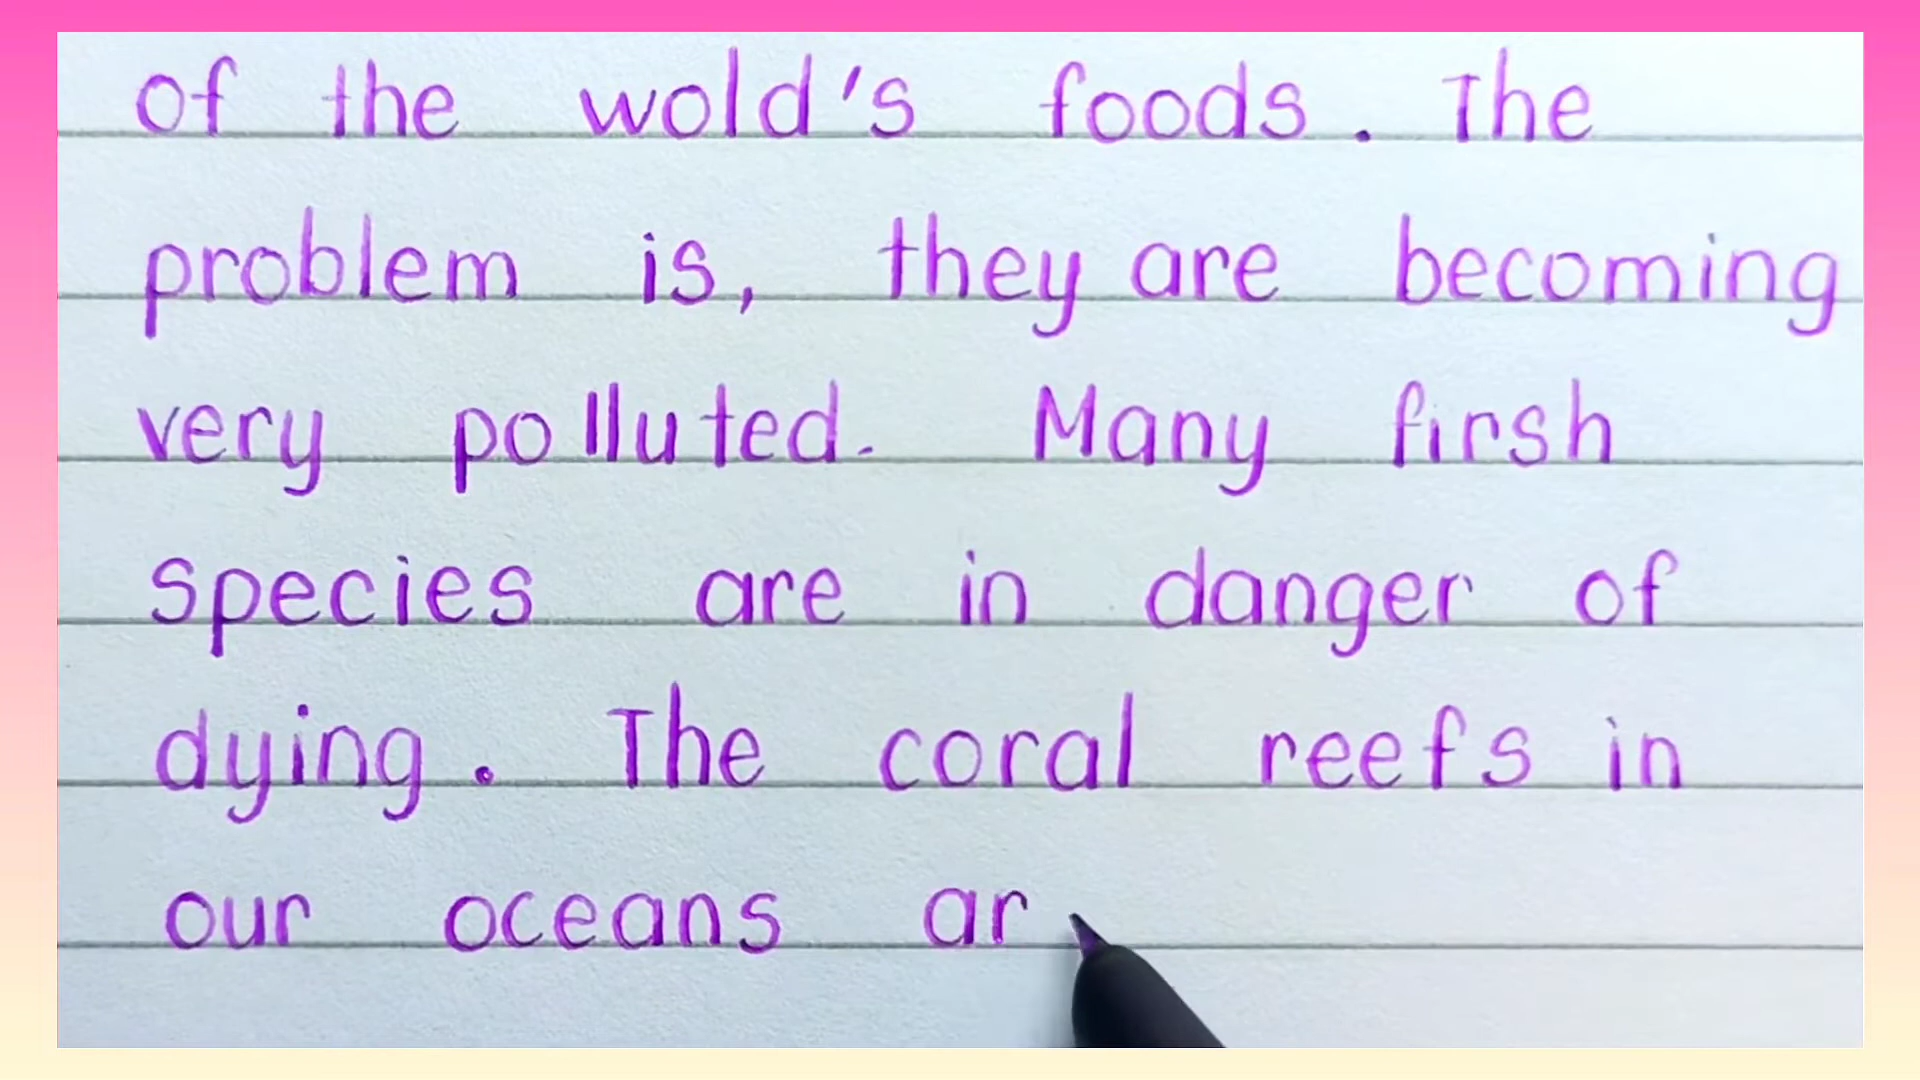 of the wold's foods. The
problem is, they are becoming
very polluted. Many firsh
species are in danger of
dying. The coral reefs in
our oceans ar